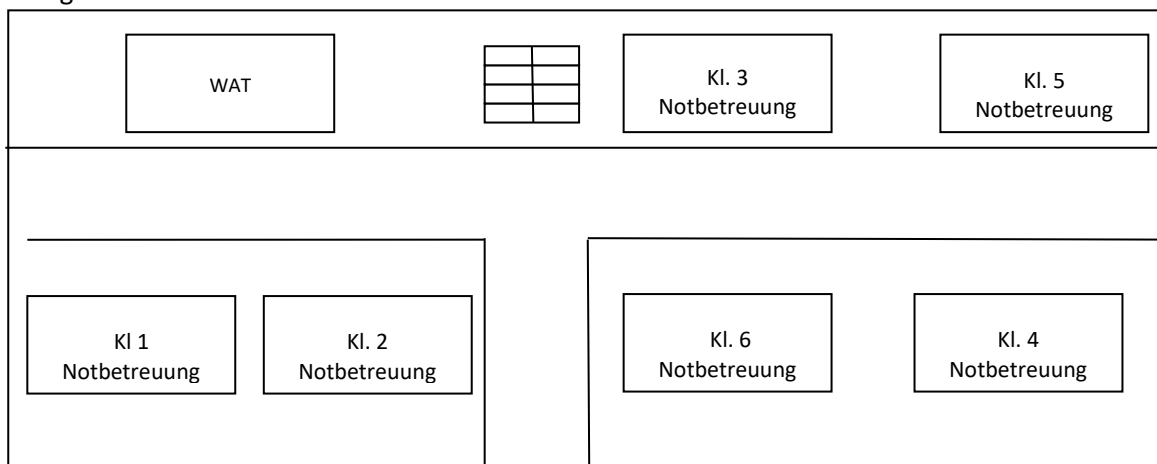 WAT
Kl. 3
Notbetreuung
Kl. 5
Notbetreuung
Kl 1
Notbetreuung
Kl. 2
Notbetreuung
Kl. 6
Notbetreuung
Kl. 4
Notbetreuung